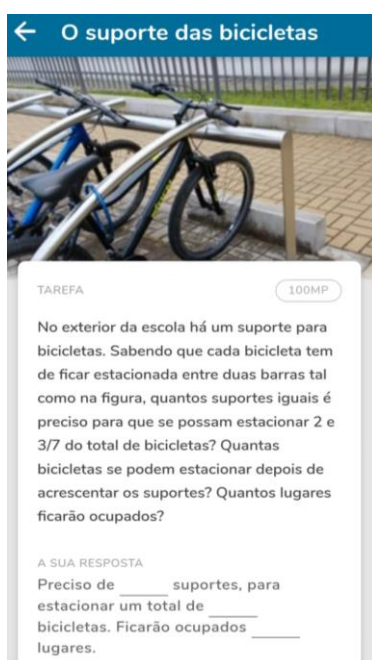 ← O suporte das bicicletas
TAREFA
100MP
No exterior da escola há um suporte para
bicicletas. Sabendo que cada bicicleta tem
de ficar estacionada entre duas barras tal
como na figura, quantos suportes iguais é
preciso para que se possam estacionar 2 e
3/7 do total de bicicletas? Quantas
bicicletas se podem estacionar depois de
acrescentar os suportes? Quantos lugares
ficarão ocupados?
A SUA RESPOSTA
Preciso de ______ suportes, para
estacionar um total de ______
bicicletas. Ficarão ocupados ______
lugares.